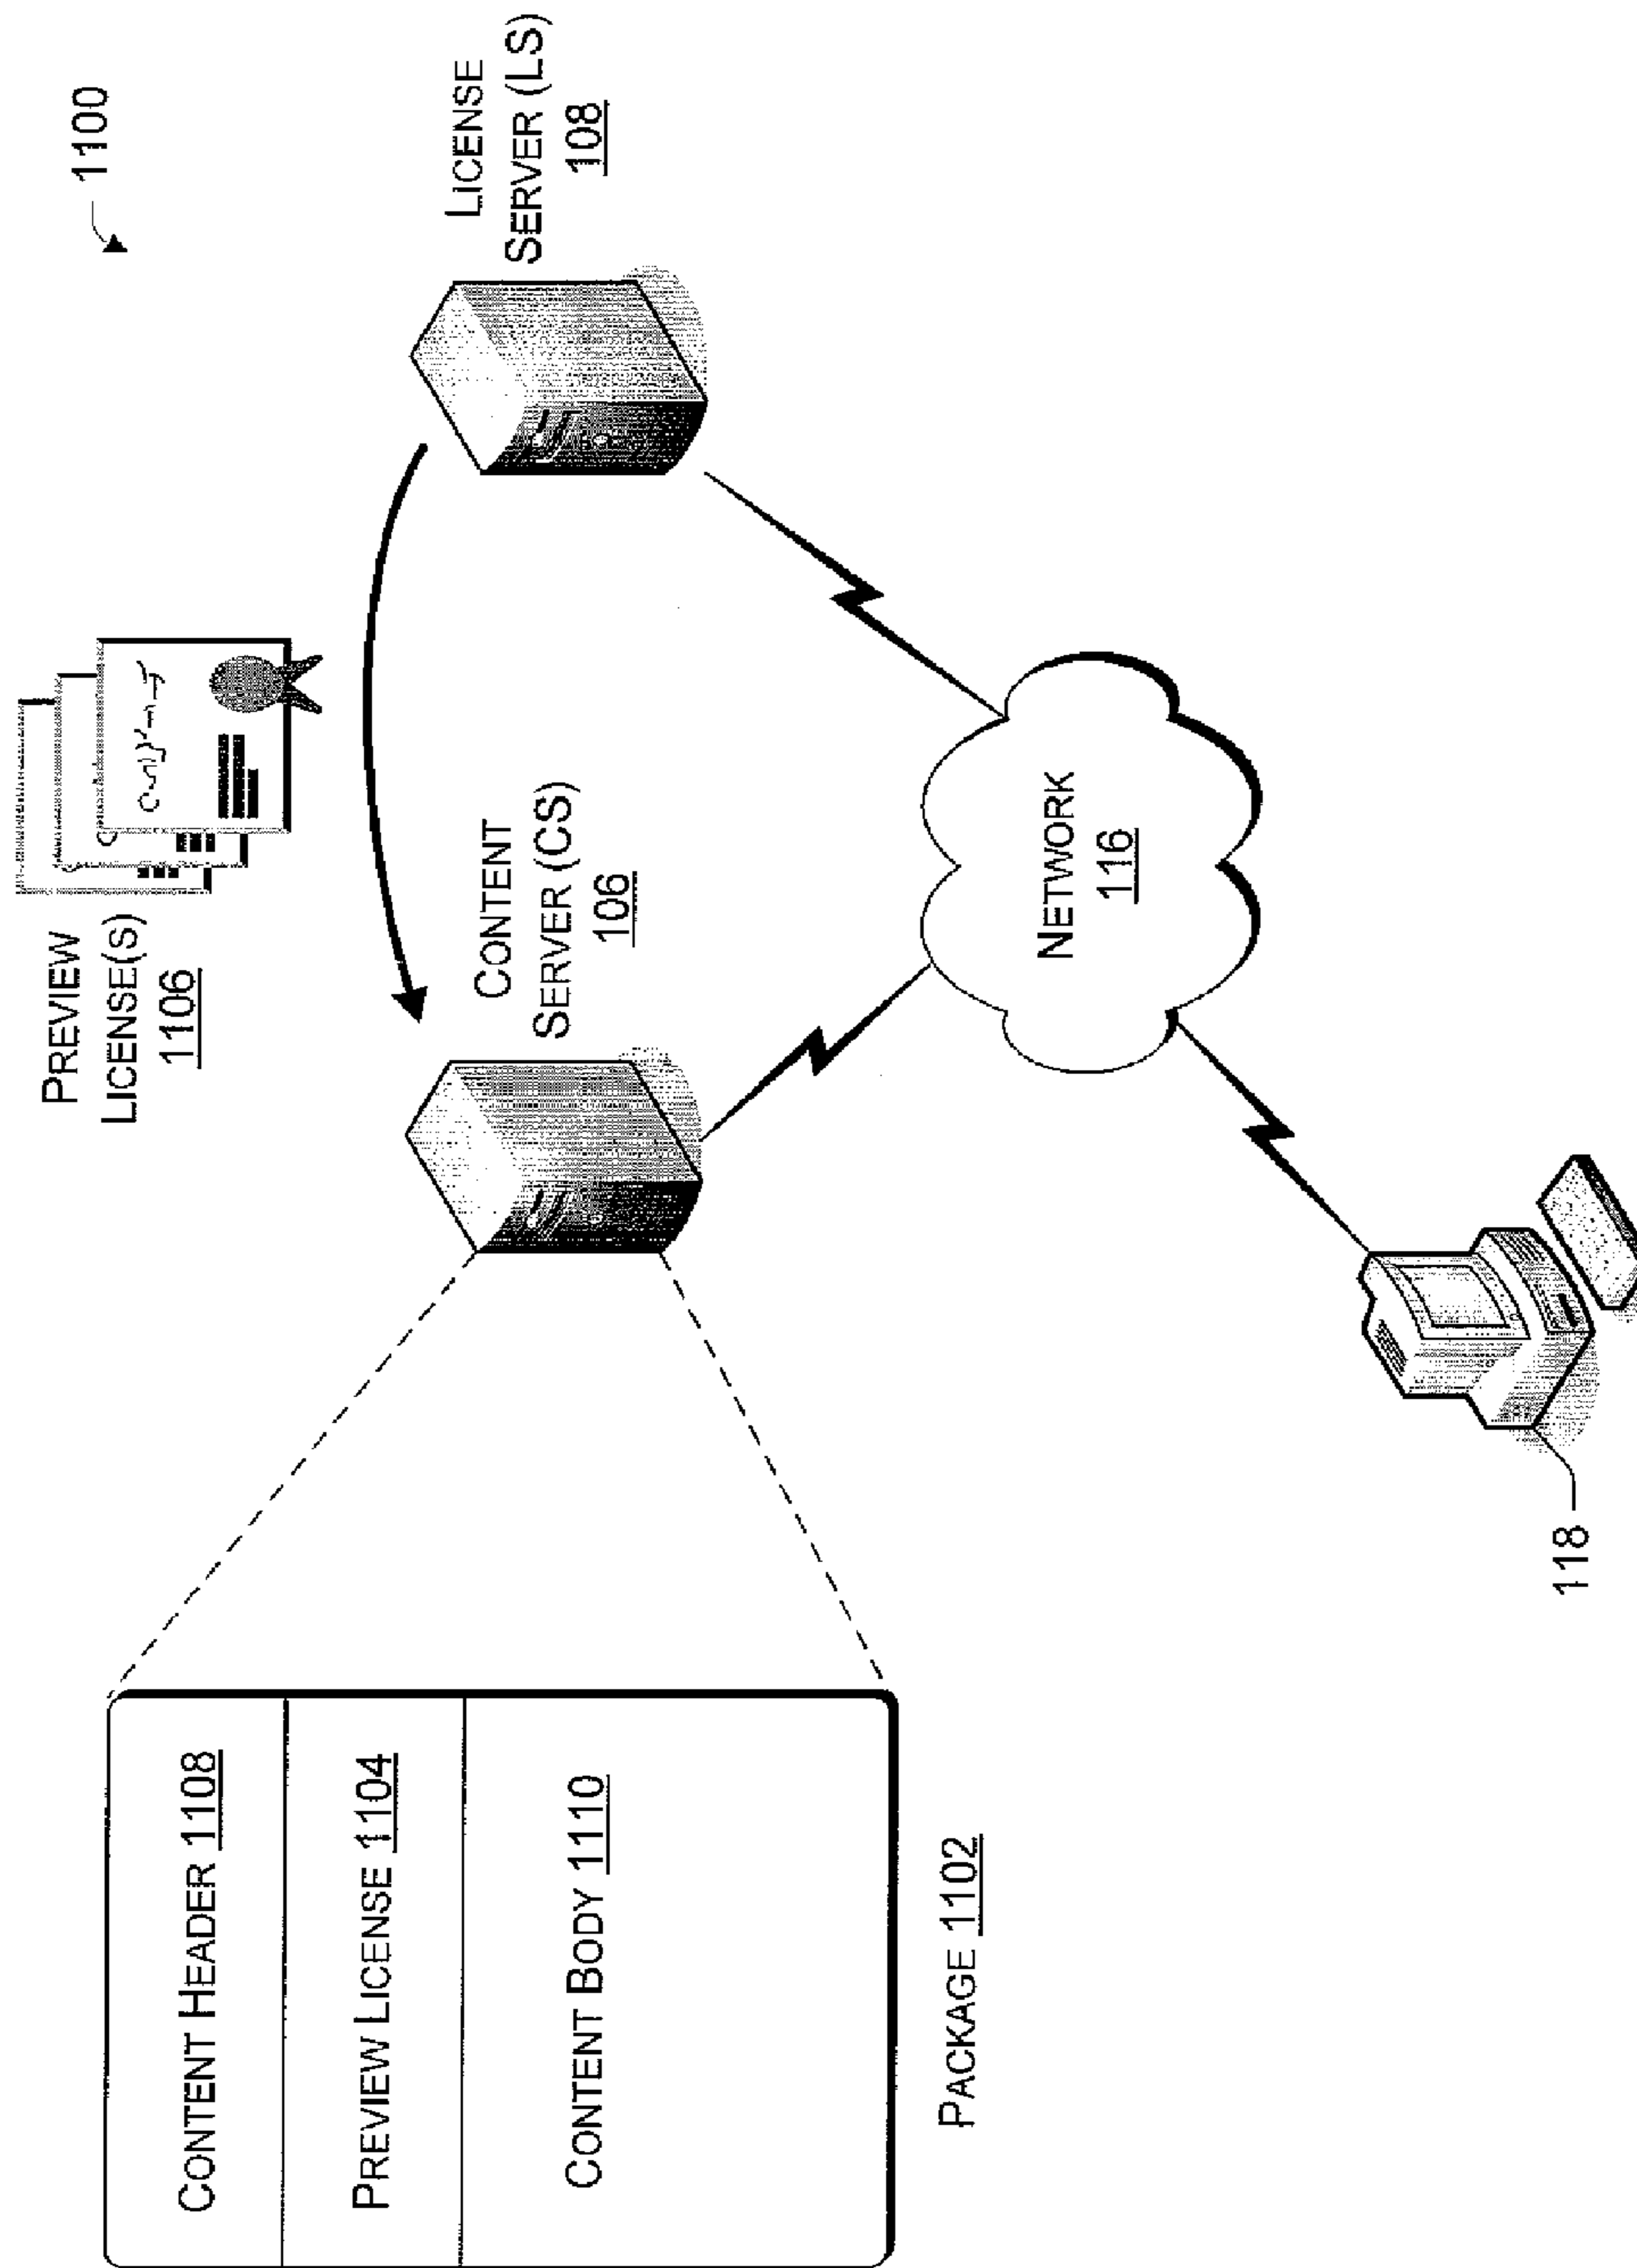 1100
PREVIEW
LICENSE(S)
1106
LICENSE
SERVER (LS)
108
CONTENT
SERVER (CS)
106
CONTENT HEADER 1108
PREVIEW LICENSE 1104
CONTENT BODY 1110
PACKAGE 1102
NETWORK
116
118